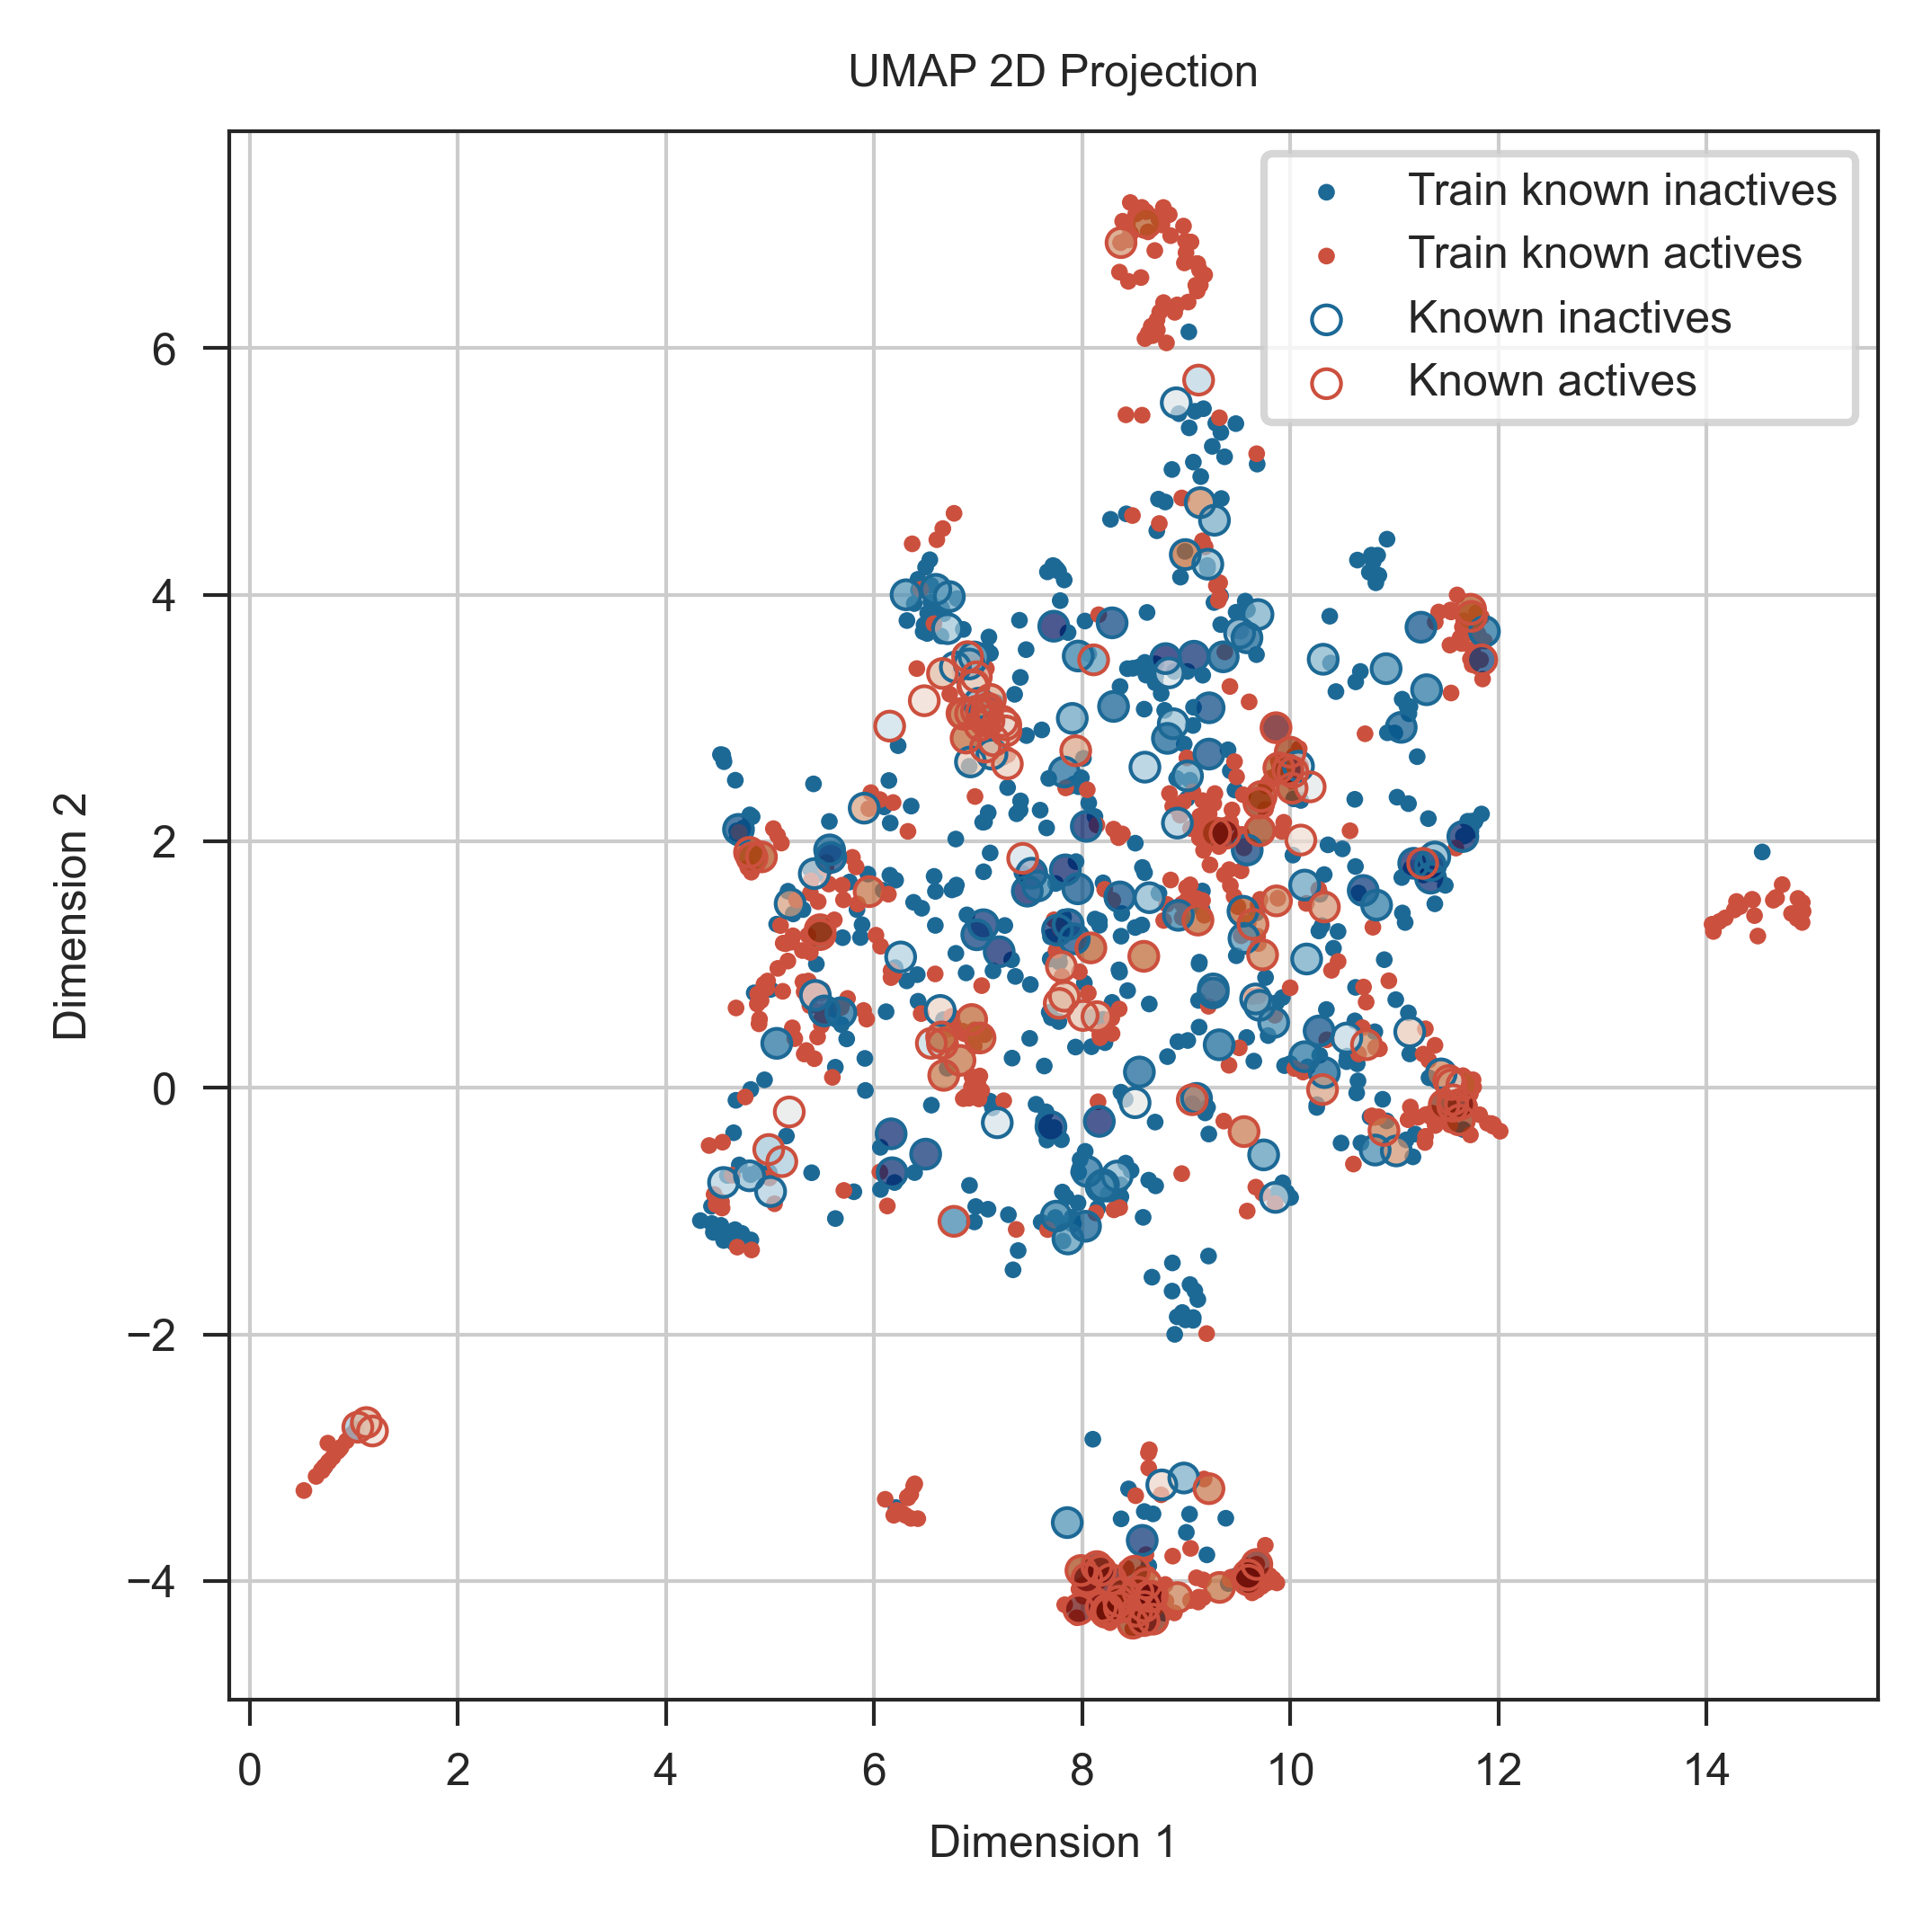 UMAP 2D Projection
Train known inactives
Train known actives
Known inactives
Known actives
6
4
2
0
−2
−4
Dimension 2
0 2 4 6 8 10 12 14
Dimension 1